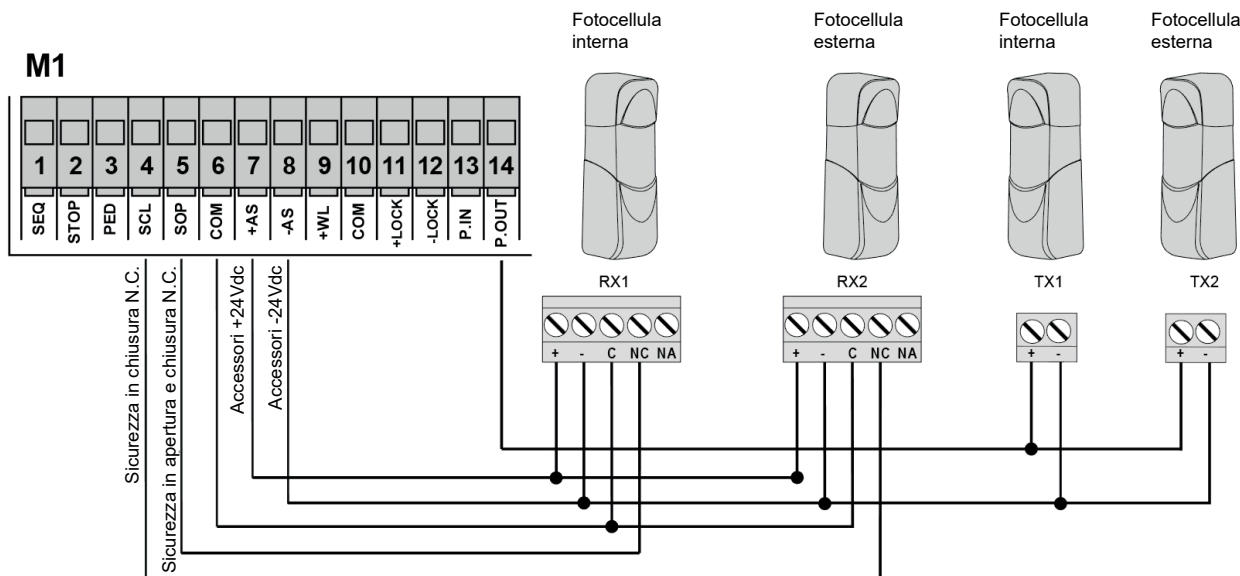 Fotocellula
interna
Fotocellula
esterna
Fotocellula
interna
Fotocellula
esterna
M1
1 2 3 4 5 6 7 8 9 10 11 12 13 14
SEQ STOP PED SCL SOP COM +AS -AS +WL COM +LOCK -LOCK P.IN P.OUT
RX1
RX2
TX1
TX2
+ - C NC NA
+ - C NC NA
+ -
+ -
Sicurezza in chiusura N.C.
Sicurezza in apertura e chiusura N.C.
Accessori +24Vdc
Accessori -24Vdc